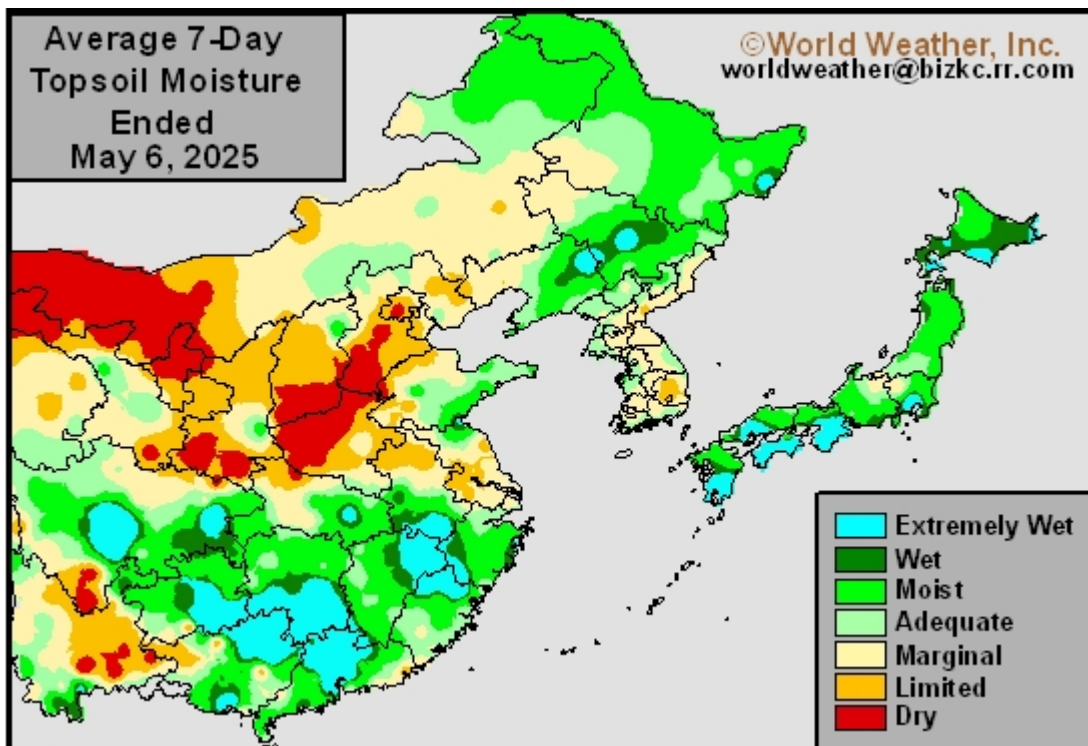 Average 7-Day
Topsoil Moisture
Ended
May 6, 2025
©World Weather, Inc.
worldweather@bizkc.rr.com
Extremely Wet
Wet
Moist
Adequate
Marginal
Limited
Dry